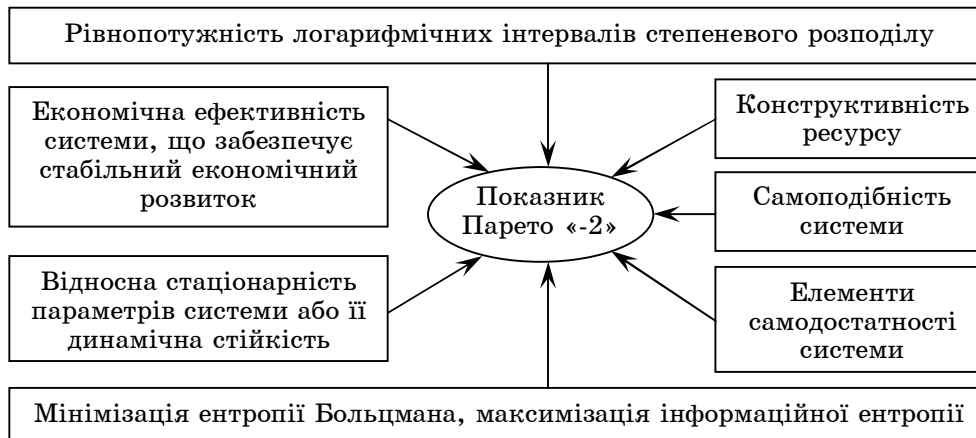 Рівнопотужність логарифмічних інтервалів степеневого розподілу
Економічна ефективність
системи, що забезпечує
стабільний економічний
розвиток
Конструктивність
ресурсу
Показник
Парето «-2»
Самоподібність
системи
Відносна стаціонарність
параметрів системи або її
динамічна стійкість
Елементи
самодостатності
системи
Мінімізація ентропії Больцмана, максимізація інформаційної ентропії